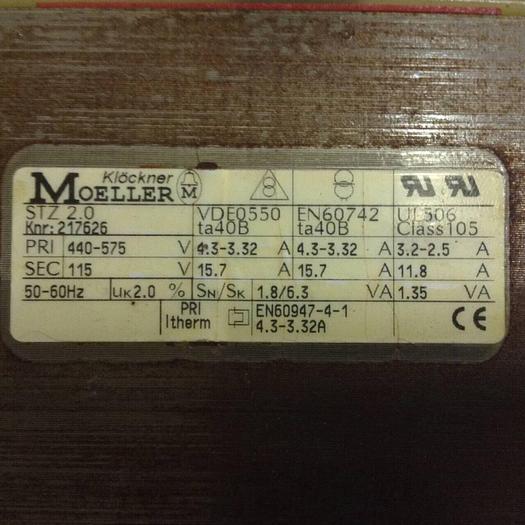 Klöckner
MOELLER M
STZ 2.0 VDE0550 EN60742 UL506
Knr:217626 ta40B ta40B Class105
PRI 440-575 V 4.3-3.32 A 4.3-3.32 A 3.2-2.5 A
SEC 115 V 15.7 A 15.7 A 11.8 A
50-60Hz uK2.0 % SN/SK 1.8/6.3 VA 1.35 VA
PRI EN60947-4-1
Itherm 4.3-3.32A CE